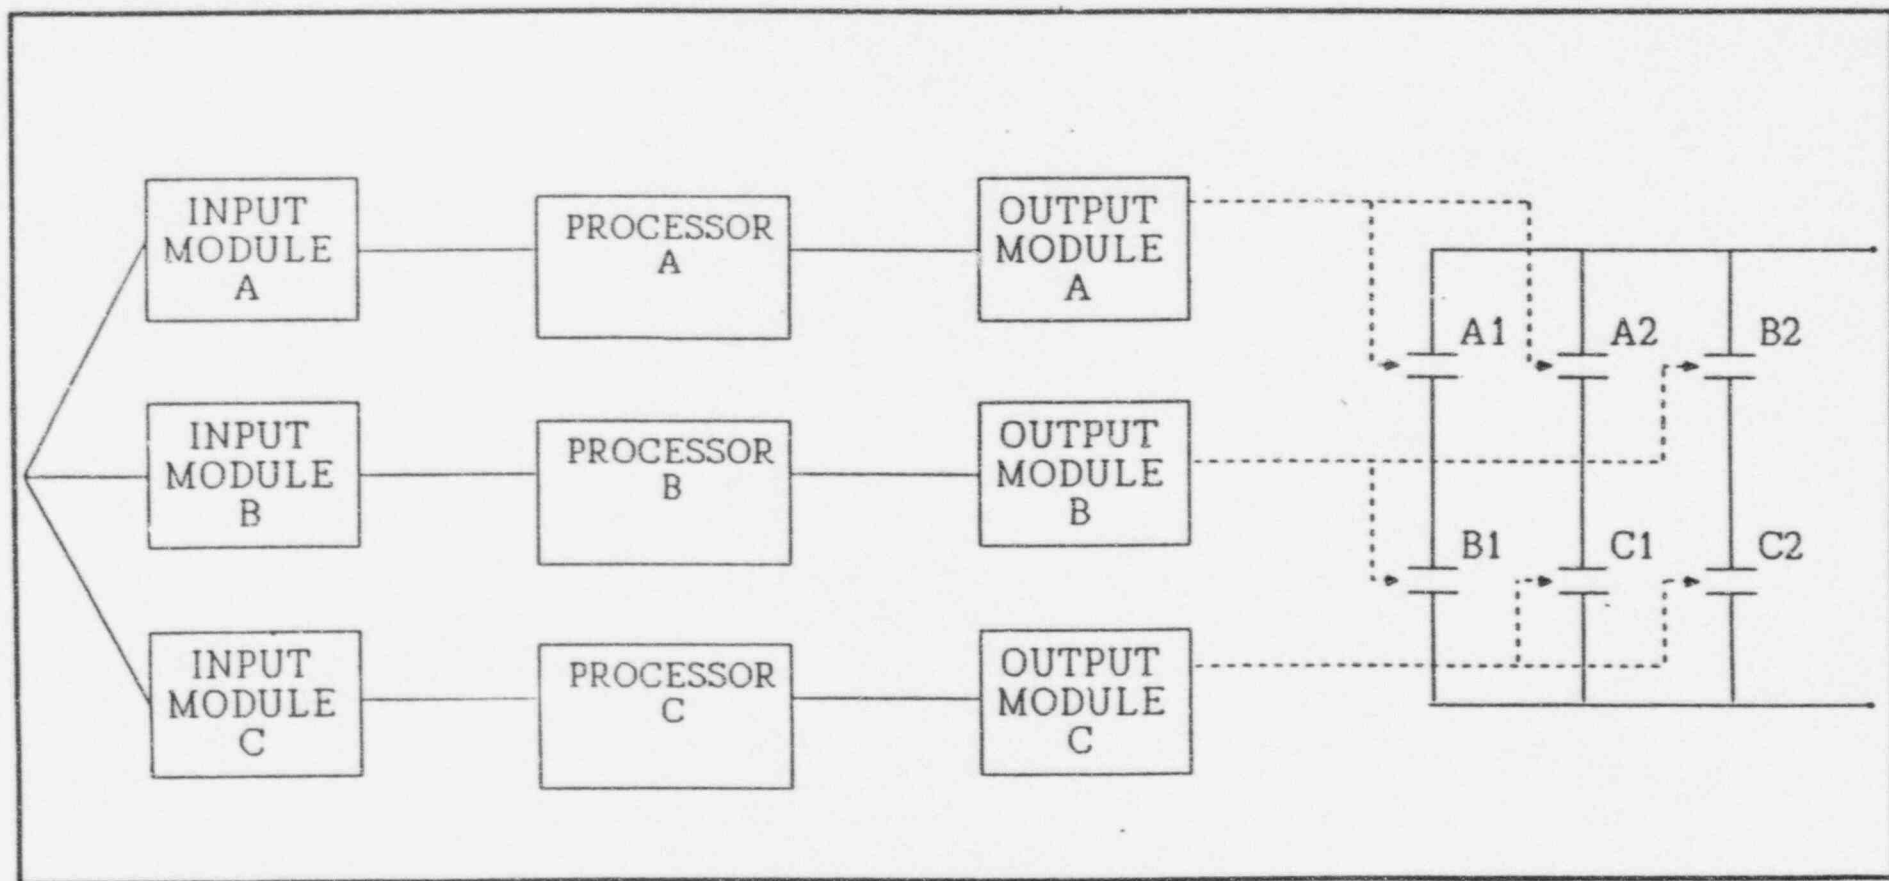 INPUT
MODULE
A
PROCESSOR
A
OUTPUT
MODULE
A
A1
A2
B2
INPUT
MODULE
B
PROCESSOR
B
OUTPUT
MODULE
B
B1
C1
C2
INPUT
MODULE
C
PROCESSOR
C
OUTPUT
MODULE
C